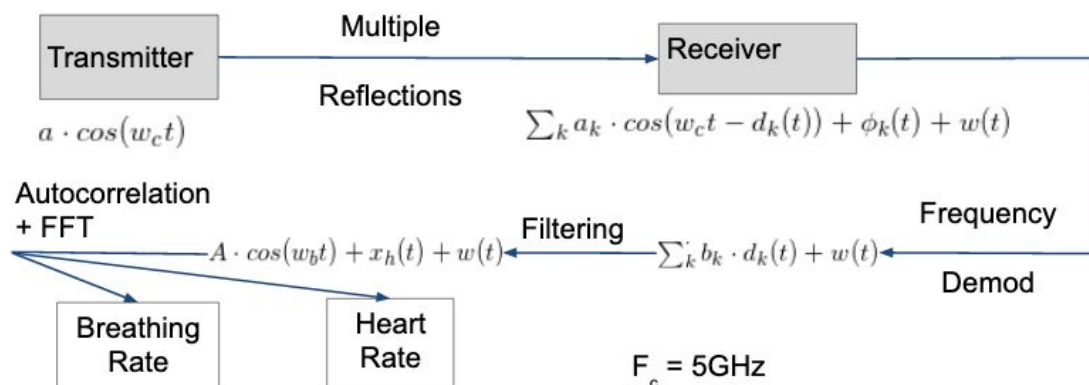 Transmitter
Multiple
Reflections
Receiver
a · cos(w_c t)
∑_k a_k · cos(w_c t − d_k(t)) + ϕ_k(t) + w(t)
Autocorrelation
+ FFT
A · cos(w_b t) + x_h(t) + w(t)
Filtering
∑_k b_k · d_k(t) + w(t)
Frequency
Demod
Breathing
Rate
Heart
Rate
F_c = 5GHz